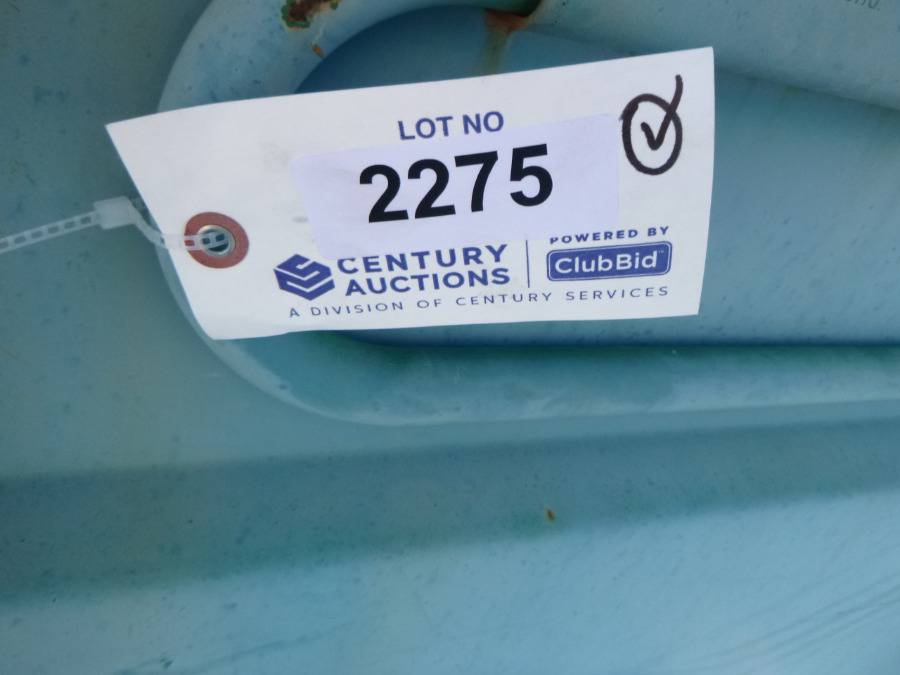 LOT NO
2275
CENTURY
AUCTIONS
POWERED BY
ClubBid
A DIVISION OF CENTURY SERVICES